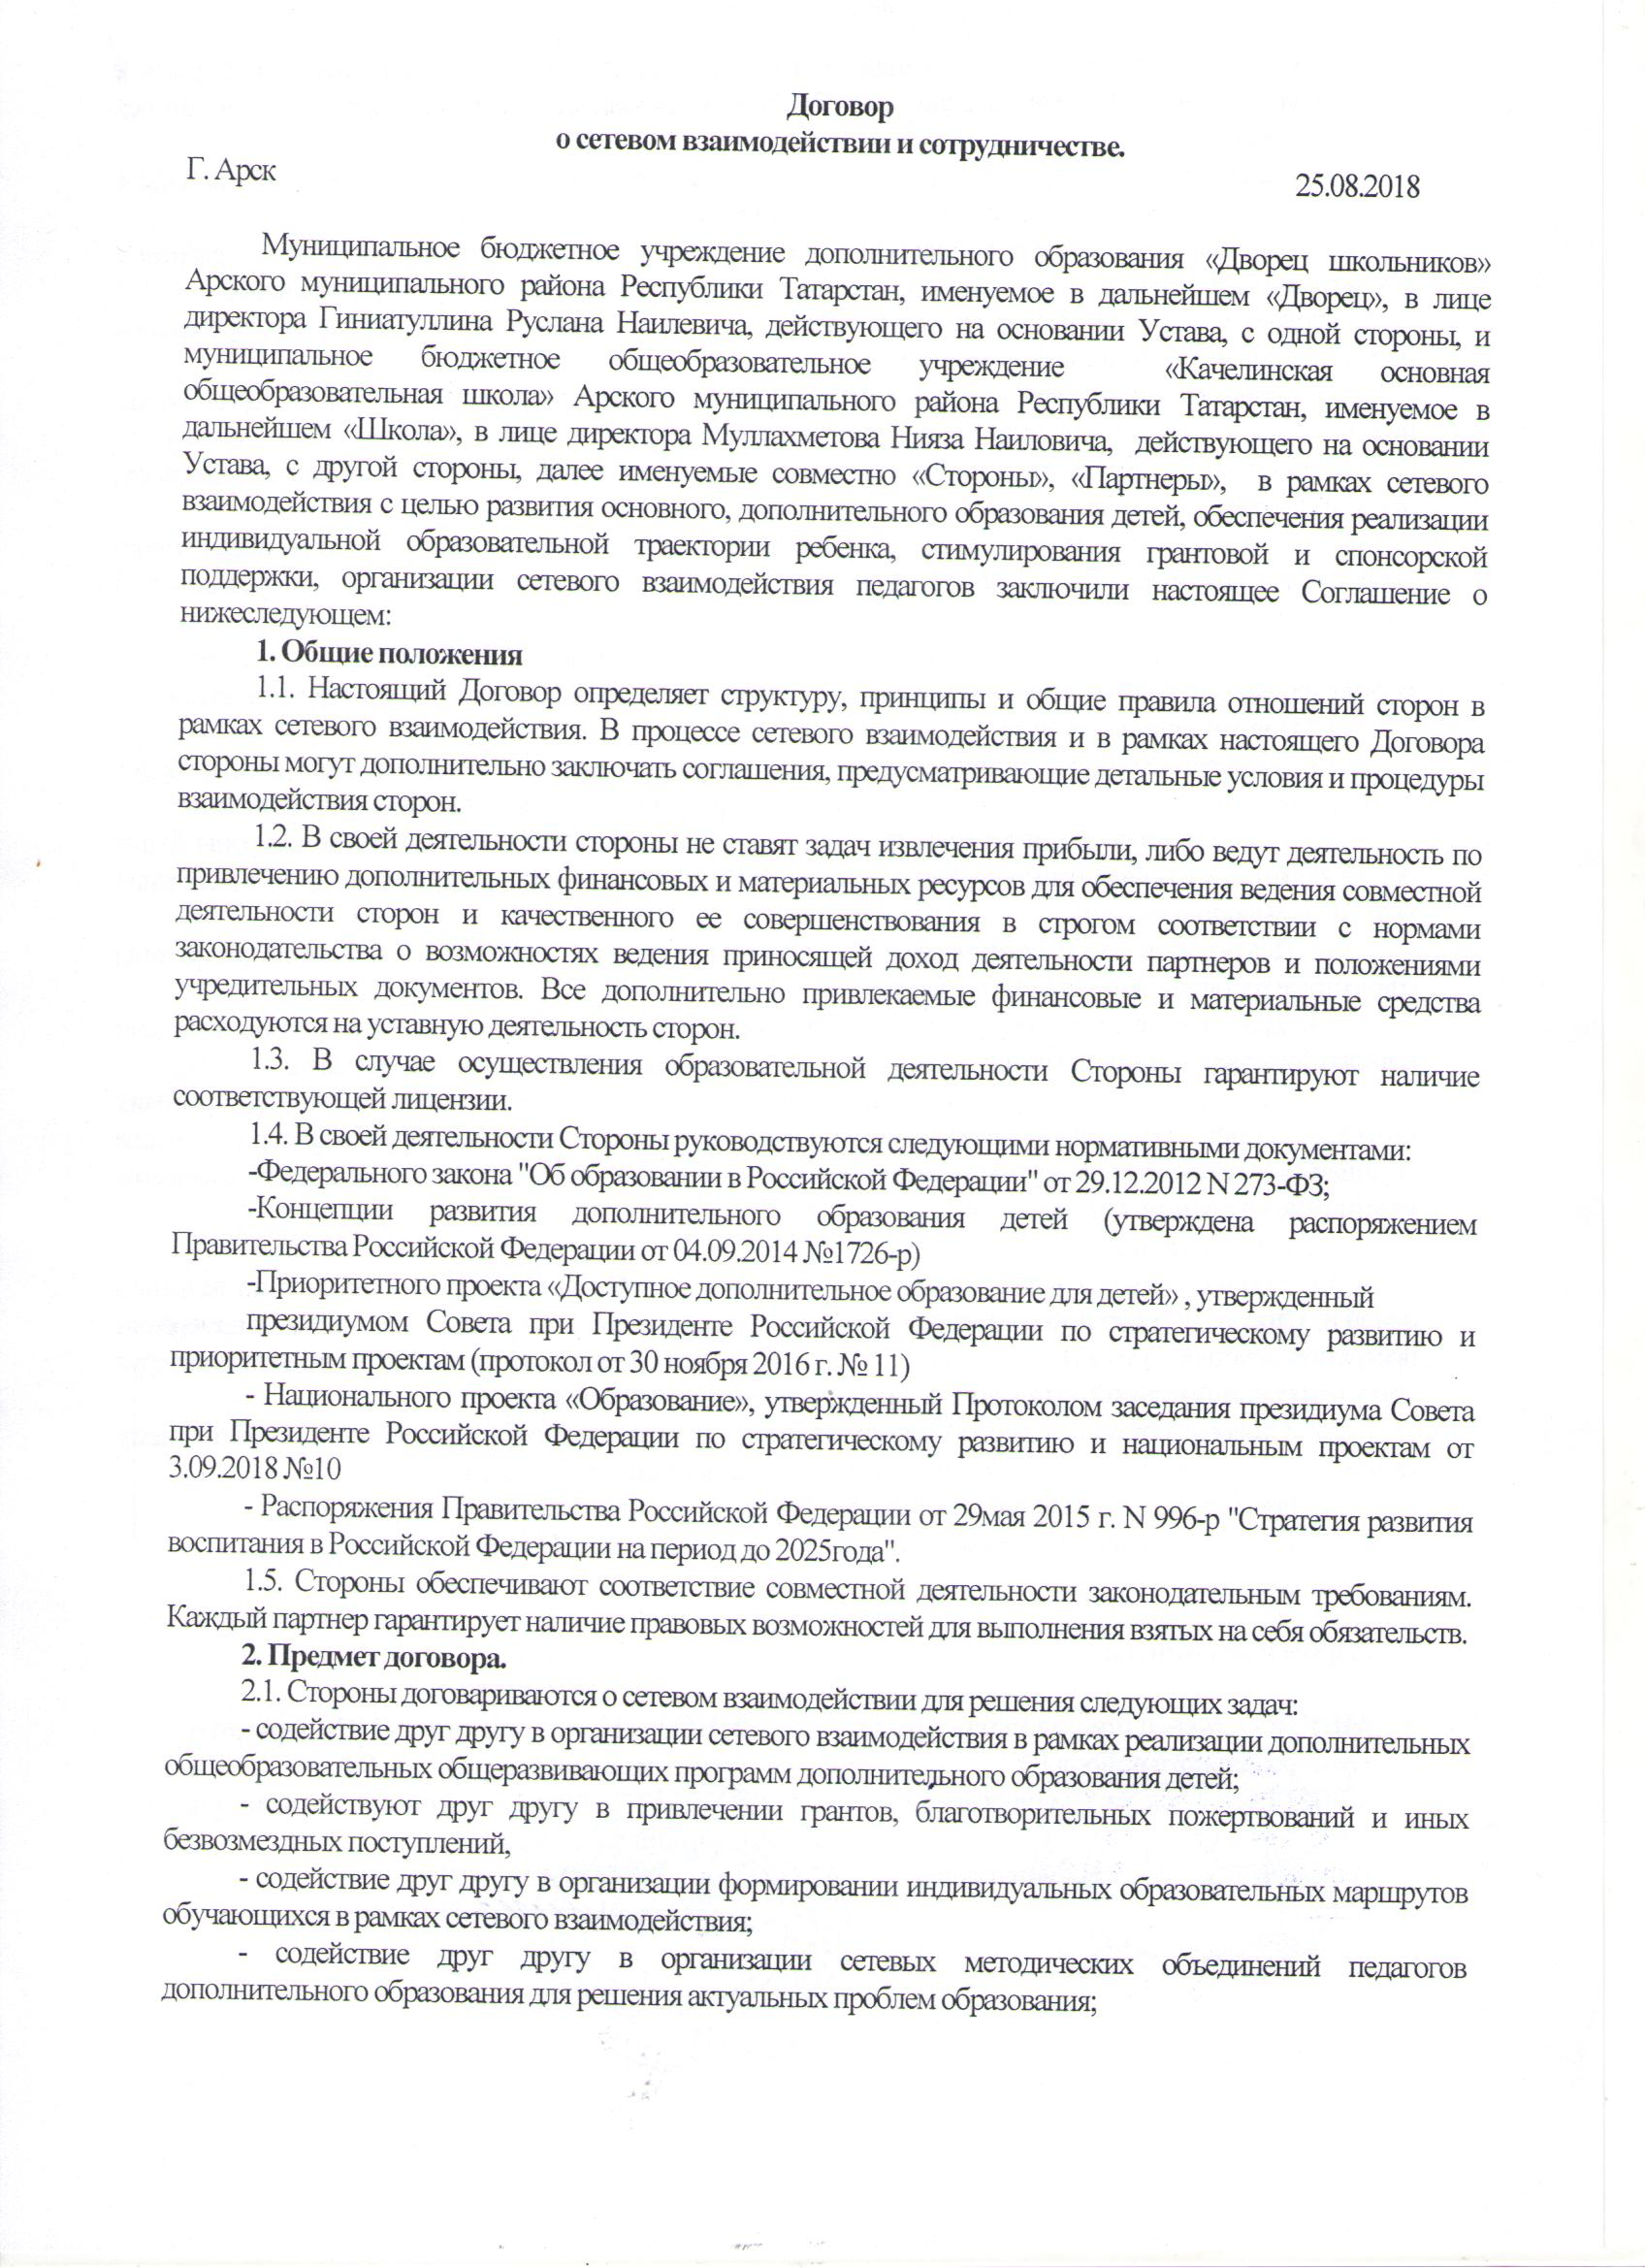 Договор
о сетевом взаимодействии и сотрудничестве.
Г. Арск
25.08.2018
Муниципальное бюджетное учреждение дополнительного образования «Дворец школьников»
Арского муниципального района Республики Татарстан, именуемое в дальнейшем «Дворец», в лице
директора Гиниатуллина Руслана Наилевича, действующего на основании Устава, с одной стороны, и
муниципальное бюджетное общеобразовательное учреждение «Качелинская основная
общеобразовательная школа» Арского муниципального района Республики Татарстан, именуемое в
дальнейшем «Школа», в лице директора Муллахметова Нияза Наиловича, действующего на основании
Устава, с другой стороны, далее именуемые совместно «Стороны», «Партнеры», в рамках сетевого
взаимодействия с целью развития основного, дополнительного образования детей, обеспечения реализации
индивидуальной образовательной траектории ребенка, стимулирования грантовой и спонсорской
поддержки, организации сетевого взаимодействия педагогов заключили настоящее Соглашение о
нижеследующем:
1. Общие положения
1.1. Настоящий Договор определяет структуру, принципы и общие правила отношений сторон в
рамках сетевого взаимодействия. В процессе сетевого взаимодействия и в рамках настоящего Договора
стороны могут дополнительно заключать соглашения, предусматривающие детальные условия и процедуры
взаимодействия сторон.
1.2. В своей деятельности стороны не ставят задач извлечения прибыли, либо ведут деятельность по
привлечению дополнительных финансовых и материальных ресурсов для обеспечения ведения совместной
деятельности сторон и качественного ее совершенствования в строгом соответствии с нормами
законодательства о возможностях ведения приносящей доход деятельности партнеров и положениями
учредительных документов. Все дополнительно привлекаемые финансовые и материальные средства
расходуются на уставную деятельность сторон.
1.3. В случае осуществления образовательной деятельности Стороны гарантируют наличие
соответствующей лицензии.
1.4. В своей деятельности Стороны руководствуются следующими нормативными документами:
-Федерального закона "Об образовании в Российской Федерации" от 29.12.2012 N 273-ФЗ;
-Концепции развития дополнительного образования детей (утверждена распоряжением
Правительства Российской Федерации от 04.09.2014 №1726-р)
-Приоритетного проекта «Доступное дополнительное образование для детей» , утвержденный
президиумом Совета при Президенте Российской Федерации по стратегическому развитию и
приоритетным проектам (протокол от 30 ноября 2016 г. № 11)
- Национального проекта «Образование», утвержденный Протоколом заседания президиума Совета
при Президенте Российской Федерации по стратегическому развитию и национальным проектам от
3.09.2018 №10
- Распоряжения Правительства Российской Федерации от 29мая 2015 г. N 996-р "Стратегия развития
воспитания в Российской Федерации на период до 2025года".
1.5. Стороны обеспечивают соответствие совместной деятельности законодательным требованиям.
Каждый партнер гарантирует наличие правовых возможностей для выполнения взятых на себя обязательств.
2. Предмет договора.
2.1. Стороны договариваются о сетевом взаимодействии для решения следующих задач:
- содействие друг другу в организации сетевого взаимодействия в рамках реализации дополнительных
общеобразовательных общеразвивающих программ дополнительного образования детей;
- содействуют друг другу в привлечении грантов, благотворительных пожертвований и иных
безвозмездных поступлений,
- содействие друг другу в организации формировании индивидуальных образовательных маршрутов
обучающихся в рамках сетевого взаимодействия;
- содействие друг другу в организации сетевых методических объединений педагогов
дополнительного образования для решения актуальных проблем образования;